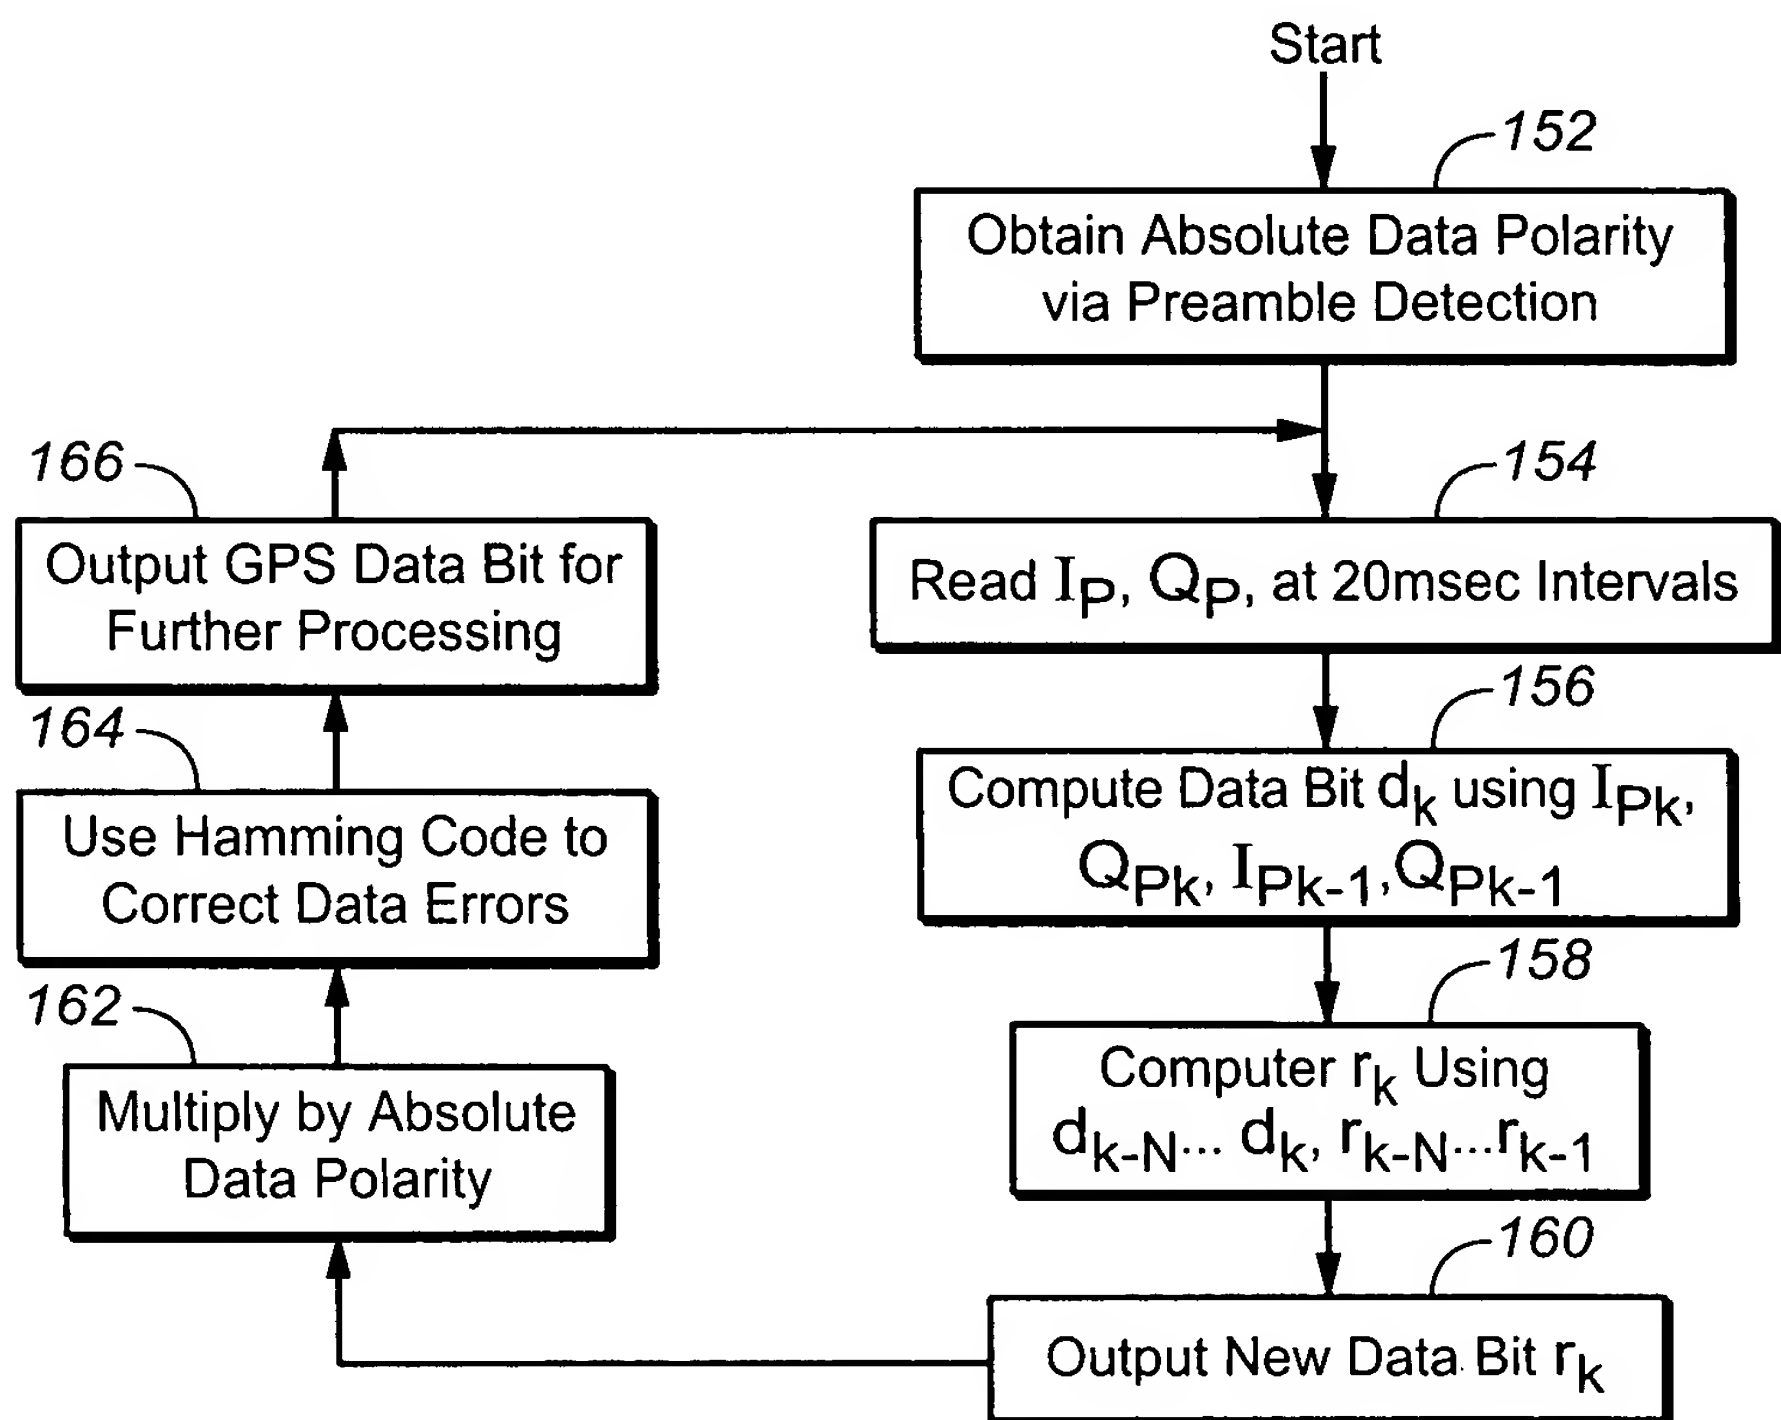 Start
152
Obtain Absolute Data Polarity
via Preamble Detection
154
Read IP, QP, at 20msec Intervals
156
Compute Data Bit dk using IPk,
QPk, IPk-1,QPk-1
158
Computer rk Using
dk-N... dk, rk-N...rk-1
160
Output New Data Bit rk
162
Multiply by Absolute
Data Polarity
164
Use Hamming Code to
Correct Data Errors
166
Output GPS Data Bit for
Further Processing